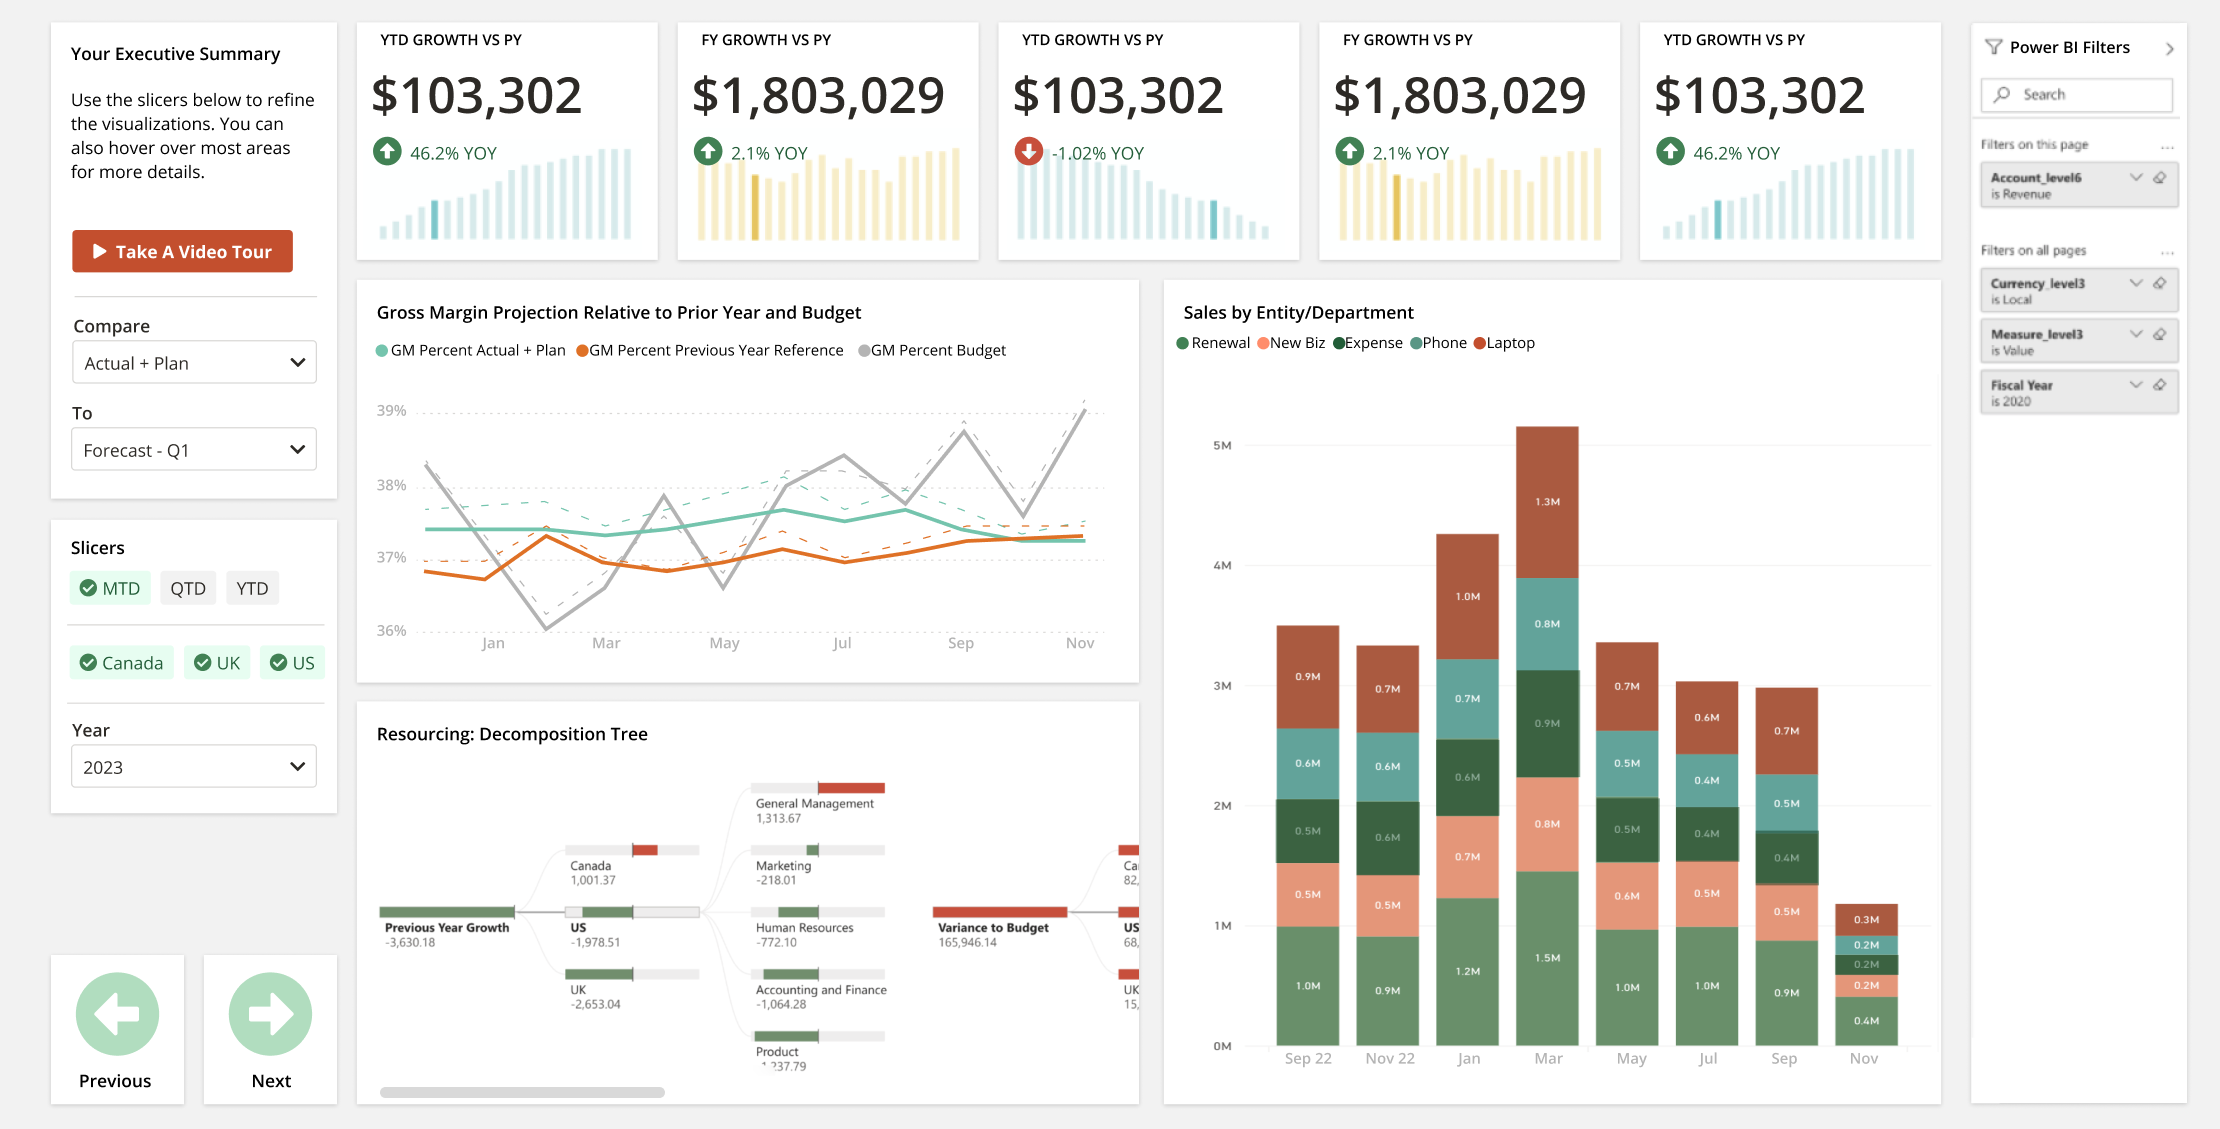 Your Executive Summary
Use the slicers below to refine
the visualizations. You can
also hover over most areas
for more details.
Take A Video Tour
Compare
Actual + Plan
To
Forecast - Q1
Slicers
MTD QTD YTD
Canada UK US
Year
2023
Previous
Next
YTD GROWTH VS PY
$103,302
46.2% YOY
FY GROWTH VS PY
$1,803,029
2.1% YOY
YTD GROWTH VS PY
$103,302
-1.02% YOY
FY GROWTH VS PY
$1,803,029
2.1% YOY
YTD GROWTH VS PY
$103,302
46.2% YOY
Gross Margin Projection Relative to Prior Year and Budget
GM Percent Actual + Plan GM Percent Previous Year Reference GM Percent Budget
39%
38%
37%
36%
Jan Mar May Jul Sep Nov
Resourcing: Decomposition Tree
Previous Year Growth
-3,630.18
Canada
1,001.37
US
-1,978.51
UK
-2,653.04
General Management
1,313.67
Marketing
-218.01
Human Resources
-772.10
Accounting and Finance
-1,064.28
Product
Variance to Budget
165,946.14
Ca
82,
US
68,
UK
15,
Sales by Entity/Department
Renewal New Biz Expense Phone Laptop
5M
4M
3M
2M
1M
0M
0.9M
0.6M
0.5M
0.5M
1.0M
0.7M
0.6M
0.6M
0.5M
0.9M
1.0M
0.7M
0.6M
0.7M
1.2M
1.3M
0.8M
0.9M
0.8M
1.5M
0.7M
0.5M
0.5M
0.6M
1.0M
0.6M
0.4M
0.4M
0.5M
1.0M
0.7M
0.5M
0.4M
0.5M
0.9M
0.3M
0.2M
0.2M
0.2M
0.4M
Sep 22 Nov 22 Jan Mar May Jul Sep Nov
Power BI Filters
Search
Filters on this page ...
Account_level6
is Revenue
Filters on all pages ...
Currency_level3
is Local
Measure_level3
is Value
Fiscal Year
is 2020